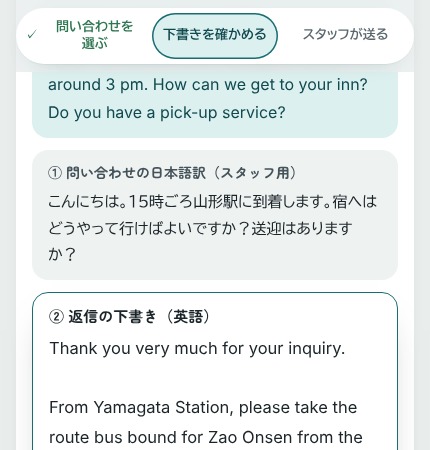 ✓ 問い合わせを
選ぶ
下書きを確かめる
スタッフが送る
around 3 pm. How can we get to your inn?
Do you have a pick-up service?
① 問い合わせの日本語訳（スタッフ用）
こんにちは。15時ごろ山形駅に到着します。宿へは
どうやって行けばよいですか？送迎はあります
か？
② 返信の下書き（英語）
Thank you very much for your inquiry.
From Yamagata Station, please take the
route bus bound for Zao Onsen from the